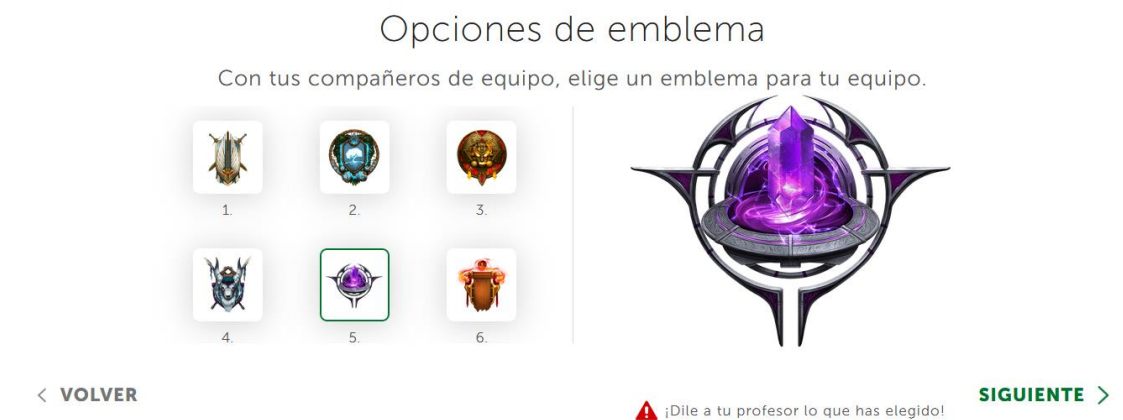 Opciones de emblema
Con tus compañeros de equipo, elige un emblema para tu equipo.
1.
2.
3.
4.
5.
6.
VOLVER
SIGUIENTE
¡Dile a tu profesor lo que has elegido!